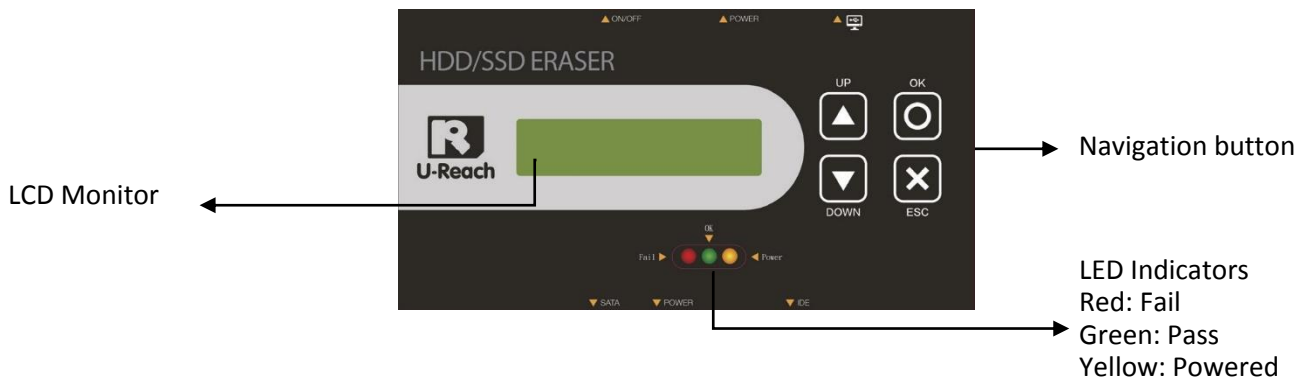 ON/OFF POWER
HDD/SSD ERASER
UP OK
R
U-Reach
Navigation button
LCD Monitor
DOWN ESC
OK
Fail Power
LED Indicators
Red: Fail
Green: Pass
Yellow: Powered
SATA POWER IDE